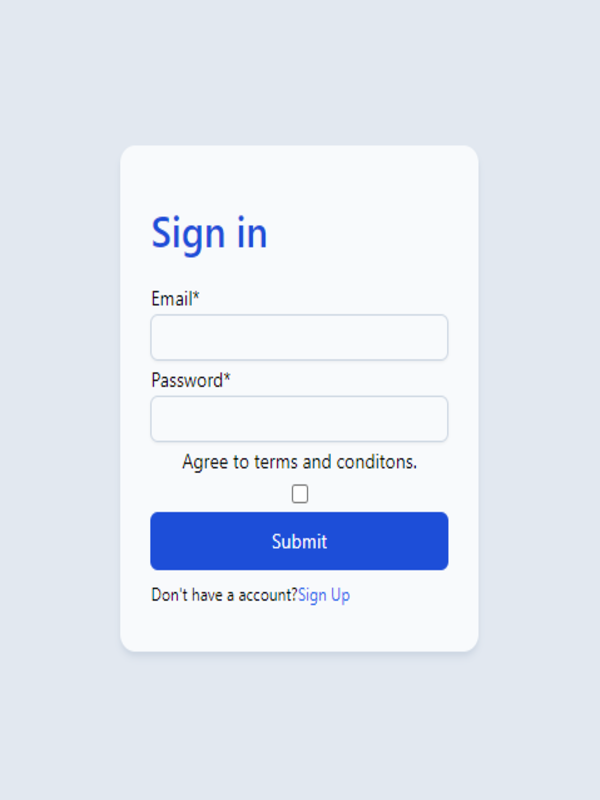 Sign in
Email*
Password*
Agree to terms and conditons.
Submit
Don't have a account?Sign Up